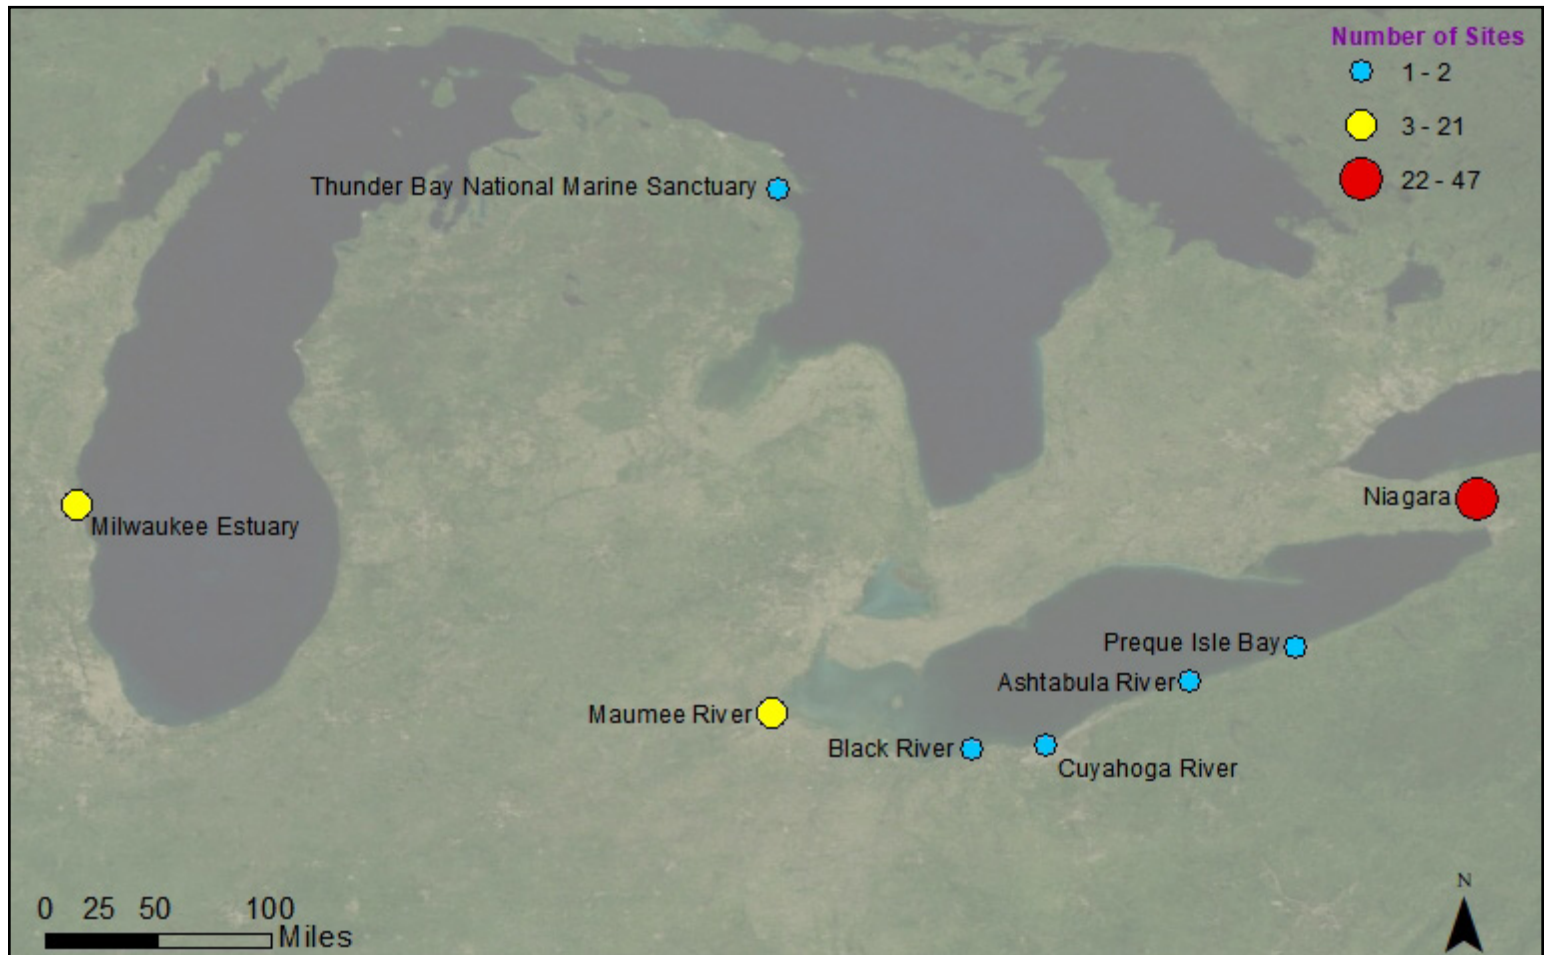 Number of Sites
1 - 2
3 - 21
22 - 47
Thunder Bay National Marine Sanctuary
Milwaukee Estuary
Niagara
Preque Isle Bay
Ashtabula River
Maumee River
Black River
Cuyahoga River
N
0 25 50 100
Miles